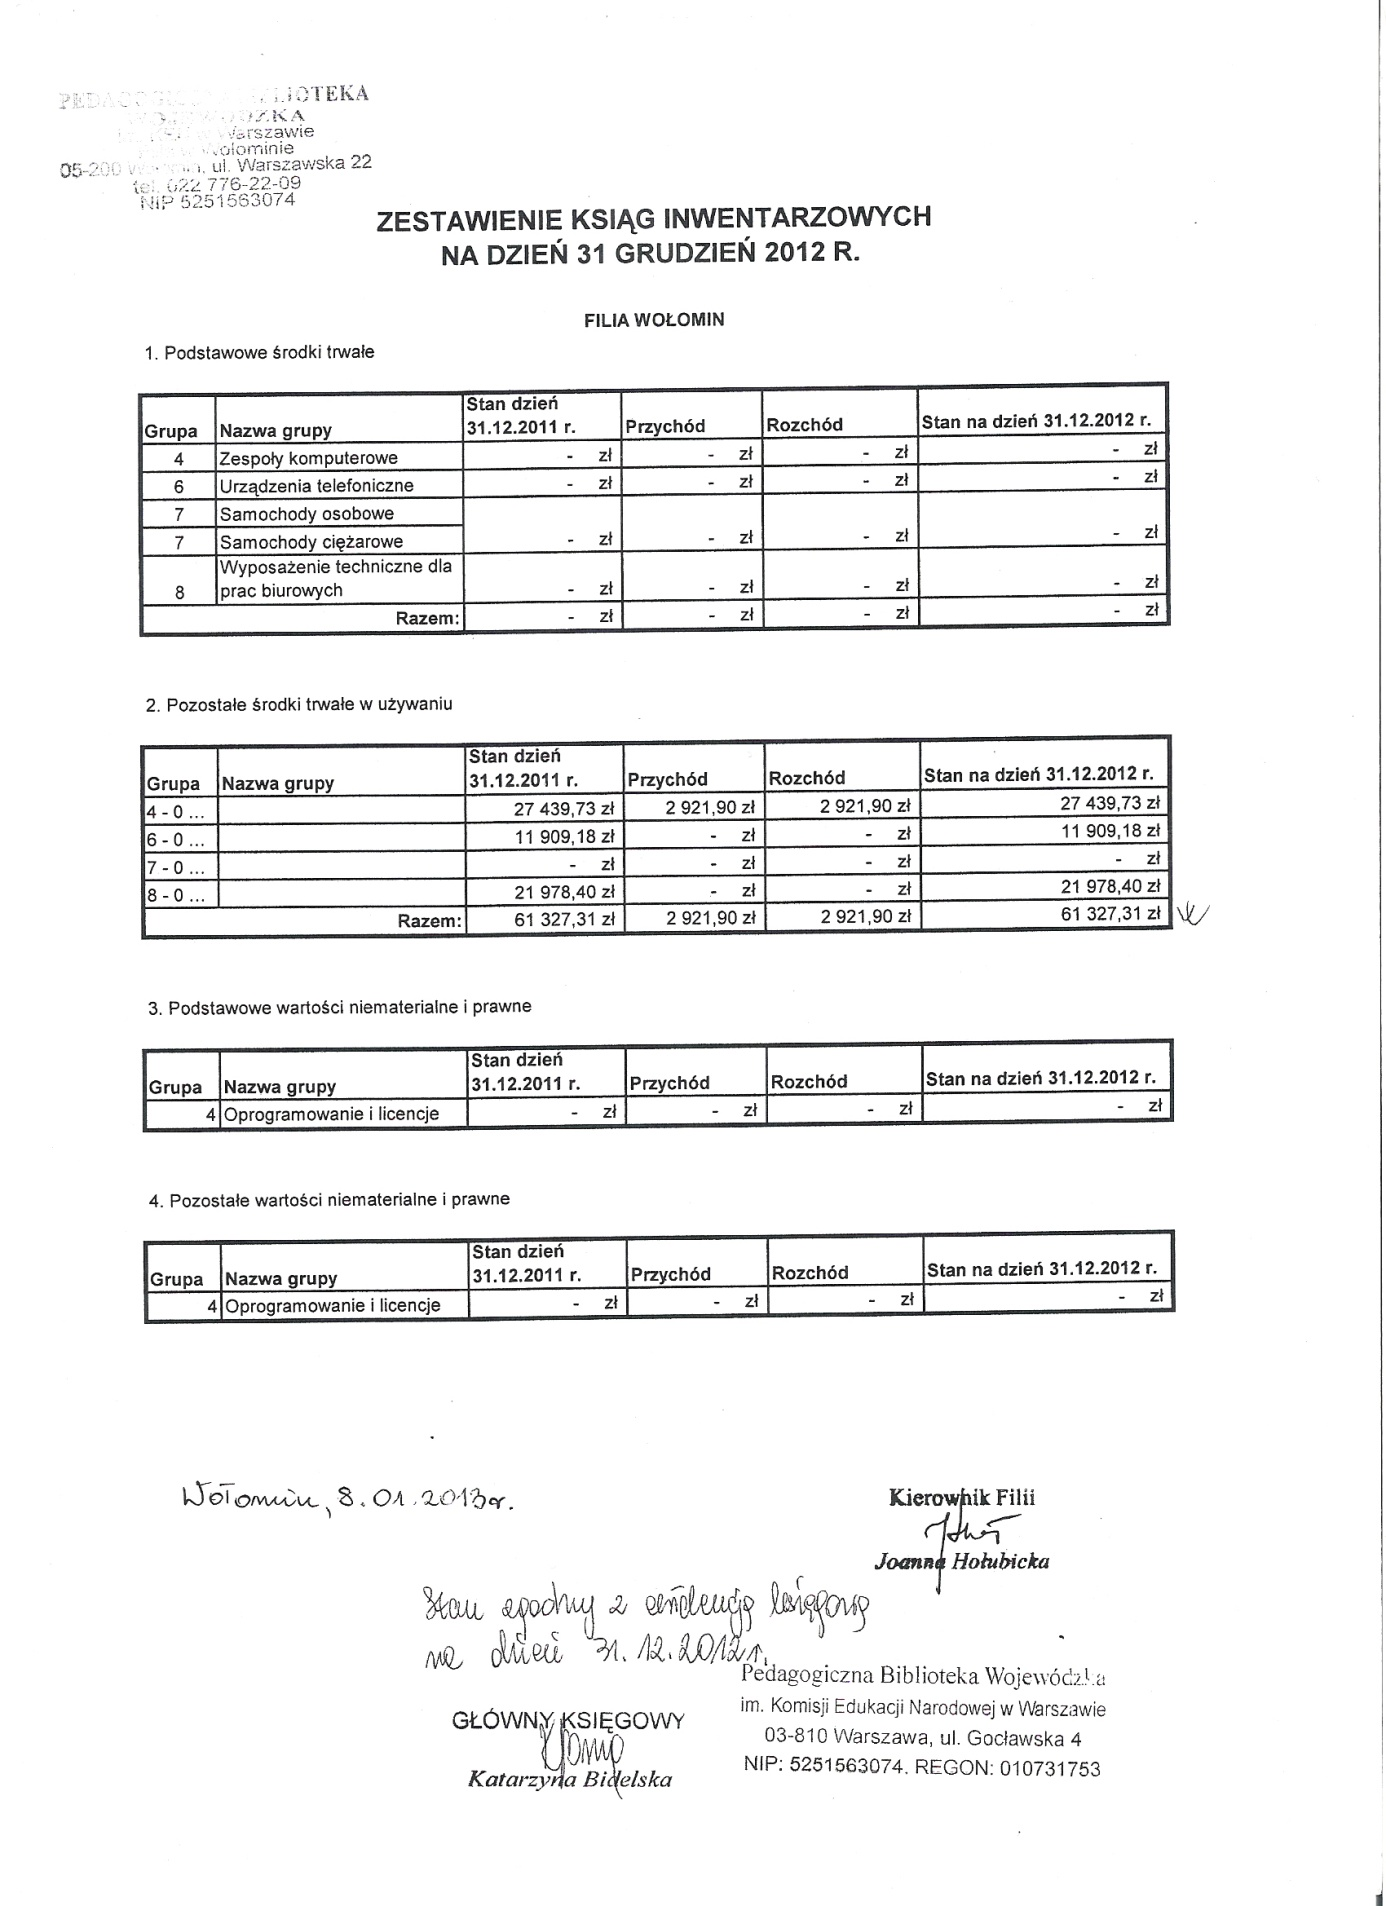 BIBLIOTEKA
Warszawie
Wołominie
05-200 ul. Warszawska 22
tel. 022 776-22-09
NIP 5251563074
ZESTAWIENIE KSIĄG INWENTARZOWYCH
NA DZIEŃ 31 GRUDZIEŃ 2012 R.
FILIA WOŁOMIN
1. Podstawowe środki trwałe
Grupa Nazwa grupy Stan dzień 31.12.2011 r. Przychód Rozchód Stan na dzień 31.12.2012 r.
4 Zespoły komputerowe - zł - zł - zł - zł
6 Urządzenia telefoniczne - zł - zł - zł - zł
7 Samochody osobowe
7 Samochody ciężarowe - zł - zł - zł - zł
Wyposażenie techniczne dla
8 prac biurowych - zł - zł - zł - zł
Razem: - zł - zł - zł - zł
2. Pozostałe środki trwałe w używaniu
Grupa Nazwa grupy Stan dzień 31.12.2011 r. Przychód Rozchód Stan na dzień 31.12.2012 r.
4 - 0 ... 27 439,73 zł 2 921,90 zł 2 921,90 zł 27 439,73 zł
6 - 0 ... 11 909,18 zł - zł - zł 11 909,18 zł
7 - 0 ... - zł - zł - zł - zł
8 - 0 ... 21 978,40 zł - zł - zł 21 978,40 zł
Razem: 61 327,31 zł 2 921,90 zł 2 921,90 zł 61 327,31 zł
3. Podstawowe wartości niematerialne i prawne
Grupa Nazwa grupy Stan dzień 31.12.2011 r. Przychód Rozchód Stan na dzień 31.12.2012 r.
4 Oprogramowanie i licencje - zł - zł - zł - zł
4. Pozostałe wartości niematerialne i prawne
Grupa Nazwa grupy Stan dzień 31.12.2011 r. Przychód Rozchód Stan na dzień 31.12.2012 r.
4 Oprogramowanie i licencje - zł - zł - zł - zł
Wołomin, 8.01.2013r.
Kierownik Filii
Joanna Hołubicka
Stan zgodny z ewidencją księgową
na dzień 31.12.2012r.
GŁÓWNY KSIĘGOWY
Katarzyna Bidelska
Pedagogiczna Biblioteka Wojewódzka
im. Komisji Edukacji Narodowej w Warszawie
03-810 Warszawa, ul. Gocławska 4
NIP: 5251563074. REGON: 010731753